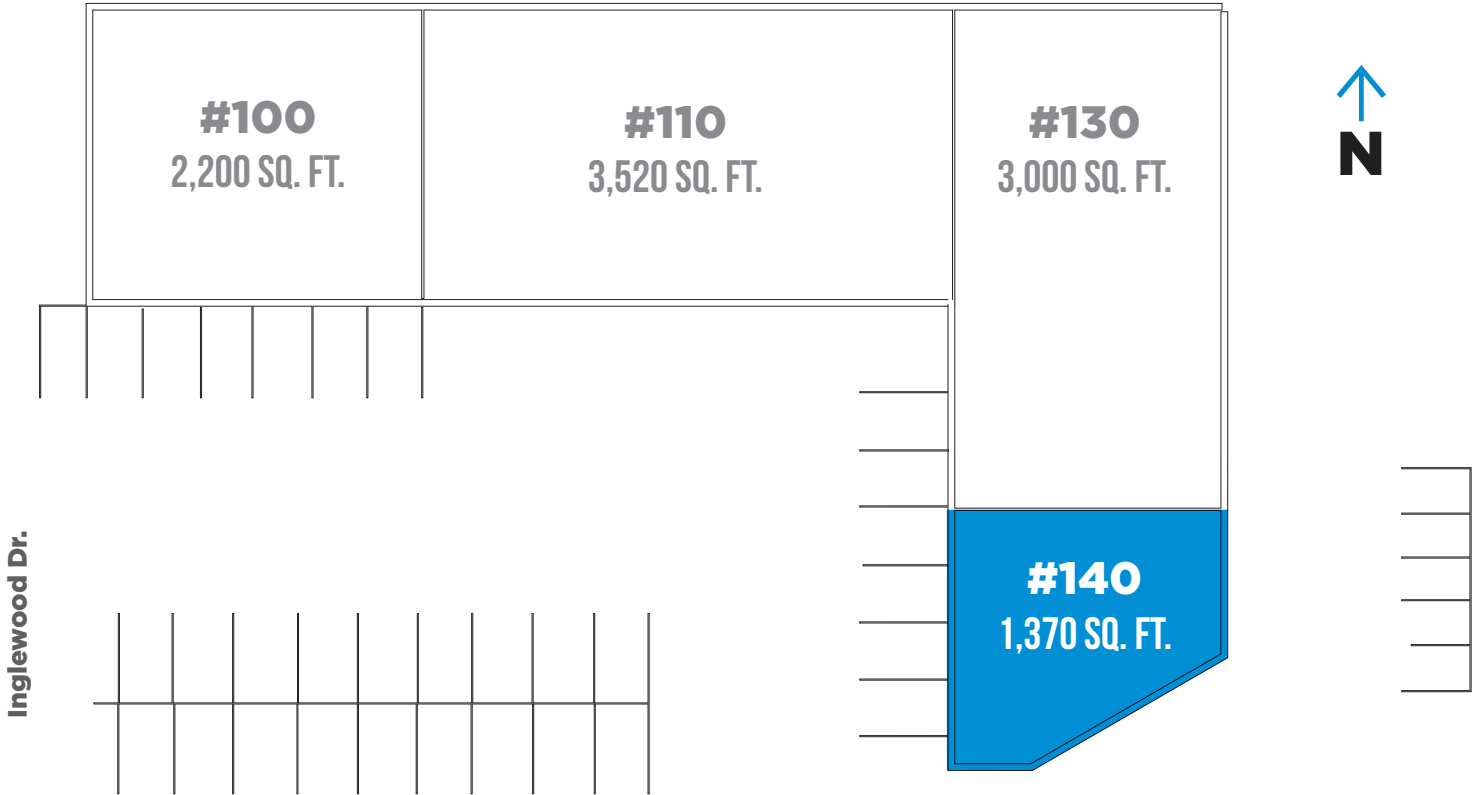 #100
2,200 SQ. FT.
#110
3,520 SQ. FT.
#130
3,000 SQ. FT.
N
#140
1,370 SQ. FT.
Inglewood Dr.